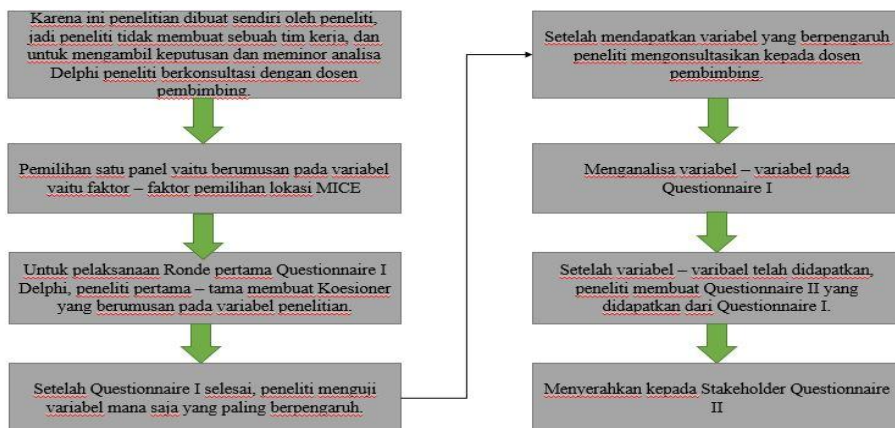 Karena ini penelitian dibuat sendiri oleh peneliti,
jadi peneliti tidak membuat sebuah tim kerja, dan
untuk mengambil keputusan dan meminor analisa
Delphi peneliti berkonsultasi dengan dosen
pembimbing.
Pemilihan satu panel vaitu berumusan pada variabel
vaitu faktor – faktor pemilihan lokasi MICE
Untuk pelaksanaan Ronde pertama Questionnaire I
Delphi, peneliti pertama – tama membuat Koesioner
yang berumusan pada variabel penelitian.
Setelah Questionnaire I selesai, peneliti menguji
variabel mana saja yang paling berpengaruh.
Setelah mendapatkan variabel yang berpengaruh
peneliti mengonsultasikan kepada dosen
pembimbing.
Menganalisa variabel – variabel pada
Questionnaire I
Setelah variabel – varibael telah didapatkan,
peneliti membuat Questionnaire II yang
didapatkan dari Questionnaire I.
Menyerahkan kepada Stakeholder Questionnaire
II